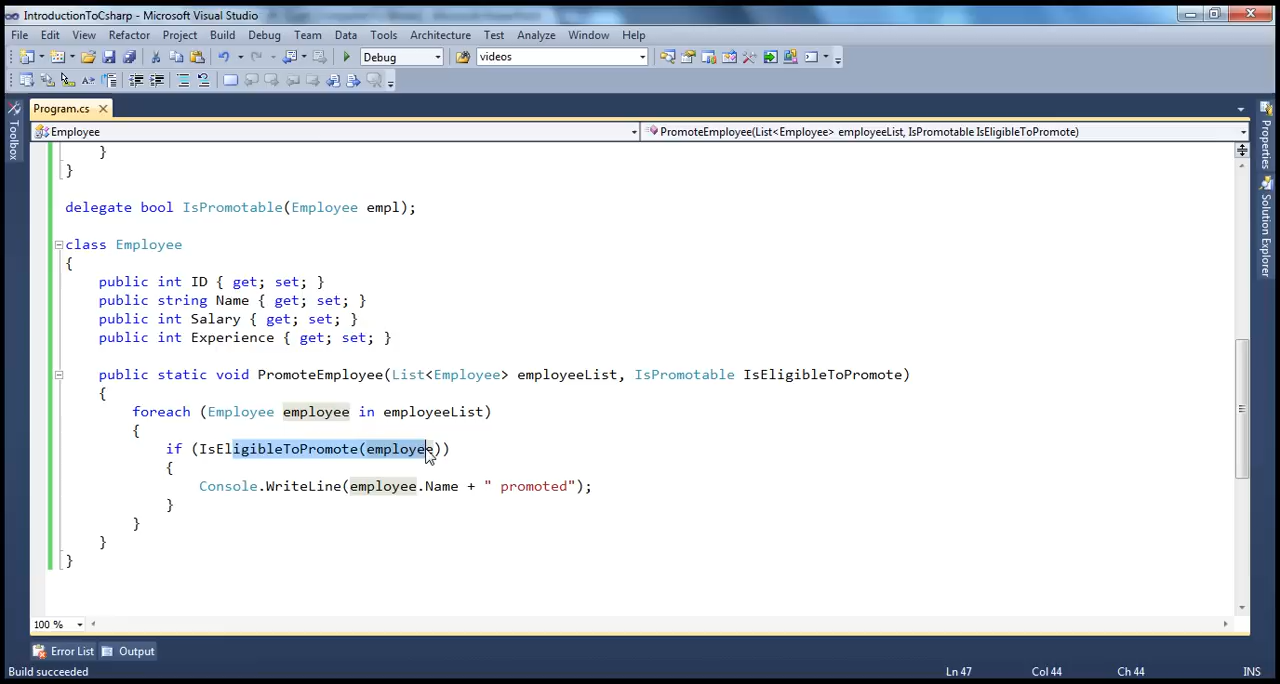 IntroductionToCsharp - Microsoft Visual Studio
File Edit View Refactor Project Build Debug Team Data Tools Architecture Test Analyze Window Help
Debug videos
Program.cs
Employee PromoteEmployee(List<Employee> employeeList, IsPromotable IsEligibleToPromote)
Toolbox
Properties
Solution Explorer
}
}
delegate bool IsPromotable(Employee empl);
class Employee
{
public int ID { get; set; }
public string Name { get; set; }
public int Salary { get; set; }
public int Experience { get; set; }
public static void PromoteEmployee(List<Employee> employeeList, IsPromotable IsEligibleToPromote)
{
foreach (Employee employee in employeeList)
{
if (IsEligibleToPromote(employee))
{
Console.WriteLine(employee.Name + " promoted");
}
}
}
}
100 %
Error List Output
Build succeeded Ln 47 Col 44 Ch 44 INS